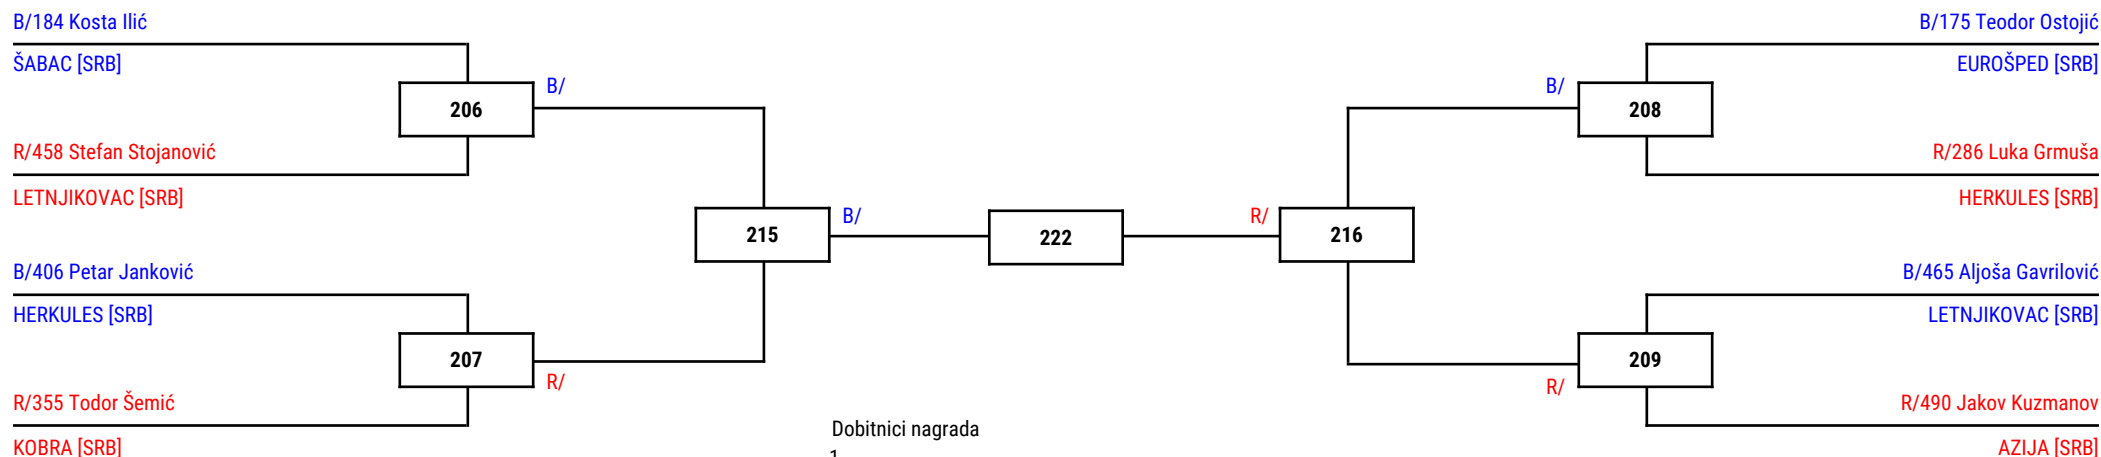 B/184 Kosta Ilić
ŠABAC [SRB]
206
B/
R/458 Stefan Stojanović
LETNJIKOVAC [SRB]
215
B/
B/406 Petar Janković
HERKULES [SRB]
207
R/
R/355 Todor Šemić
KOBRA [SRB]
222
Dobitnici nagrada
1
B/175 Teodor Ostojić
EUROŠPED [SRB]
B/
208
R/286 Luka Grmuša
HERKULES [SRB]
R/
216
B/465 Aljoša Gavrilović
LETNJIKOVAC [SRB]
209
R/
R/490 Jakov Kuzmanov
AZIJA [SRB]